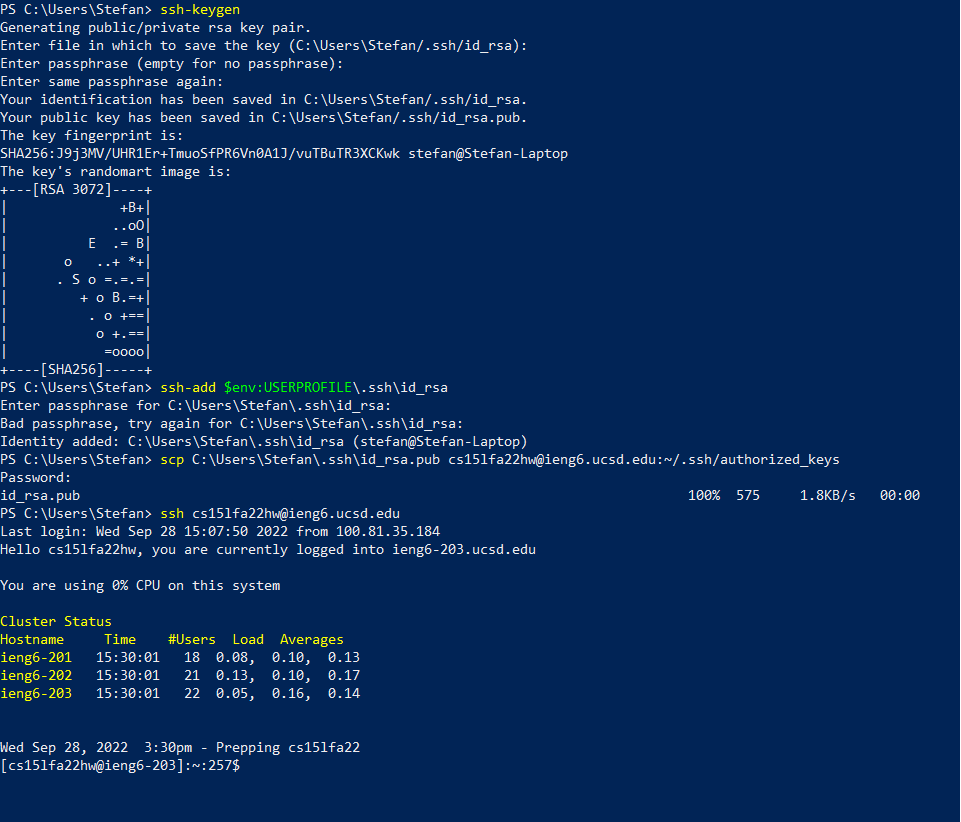 PS C:\Users\Stefan> ssh-keygen
Generating public/private rsa key pair.
Enter file in which to save the key (C:\Users\Stefan/.ssh/id_rsa):
Enter passphrase (empty for no passphrase):
Enter same passphrase again:
Your identification has been saved in C:\Users\Stefan/.ssh/id_rsa.
Your public key has been saved in C:\Users\Stefan/.ssh/id_rsa.pub.
The key fingerprint is:
SHA256:J9j3MV/UHR1Er+TmuoSfPR6Vn0A1J/vuTBuTR3XCKwk stefan@Stefan-Laptop
The key's randomart image is:
+---[RSA 3072]----+
|              +B+|
|             ..oO|
|          E  .= B|
|       o   ..+ *+|
|      . S o =.=.=|
|         + o B.=+|
|          . o +==|
|           o +.==|
|            =oooo|
+----[SHA256]-----+
PS C:\Users\Stefan> ssh-add $env:USERPROFILE\.ssh\id_rsa
Enter passphrase for C:\Users\Stefan\.ssh\id_rsa:
Bad passphrase, try again for C:\Users\Stefan\.ssh\id_rsa:
Identity added: C:\Users\Stefan\.ssh\id_rsa (stefan@Stefan-Laptop)
PS C:\Users\Stefan> scp C:\Users\Stefan\.ssh\id_rsa.pub cs15lfa22hw@ieng6.ucsd.edu:~/.ssh/authorized_keys
Password:
id_rsa.pub                                                                            100%  575     1.8KB/s   00:00
PS C:\Users\Stefan> ssh cs15lfa22hw@ieng6.ucsd.edu
Last login: Wed Sep 28 15:07:50 2022 from 100.81.35.184
Hello cs15lfa22hw, you are currently logged into ieng6-203.ucsd.edu
You are using 0% CPU on this system
Cluster Status
Hostname     Time    #Users  Load  Averages
ieng6-201   15:30:01   18  0.08,  0.10,  0.13
ieng6-202   15:30:01   21  0.13,  0.10,  0.17
ieng6-203   15:30:01   22  0.05,  0.16,  0.14
Wed Sep 28, 2022  3:30pm - Prepping cs15lfa22
[cs15lfa22hw@ieng6-203]:~:257$